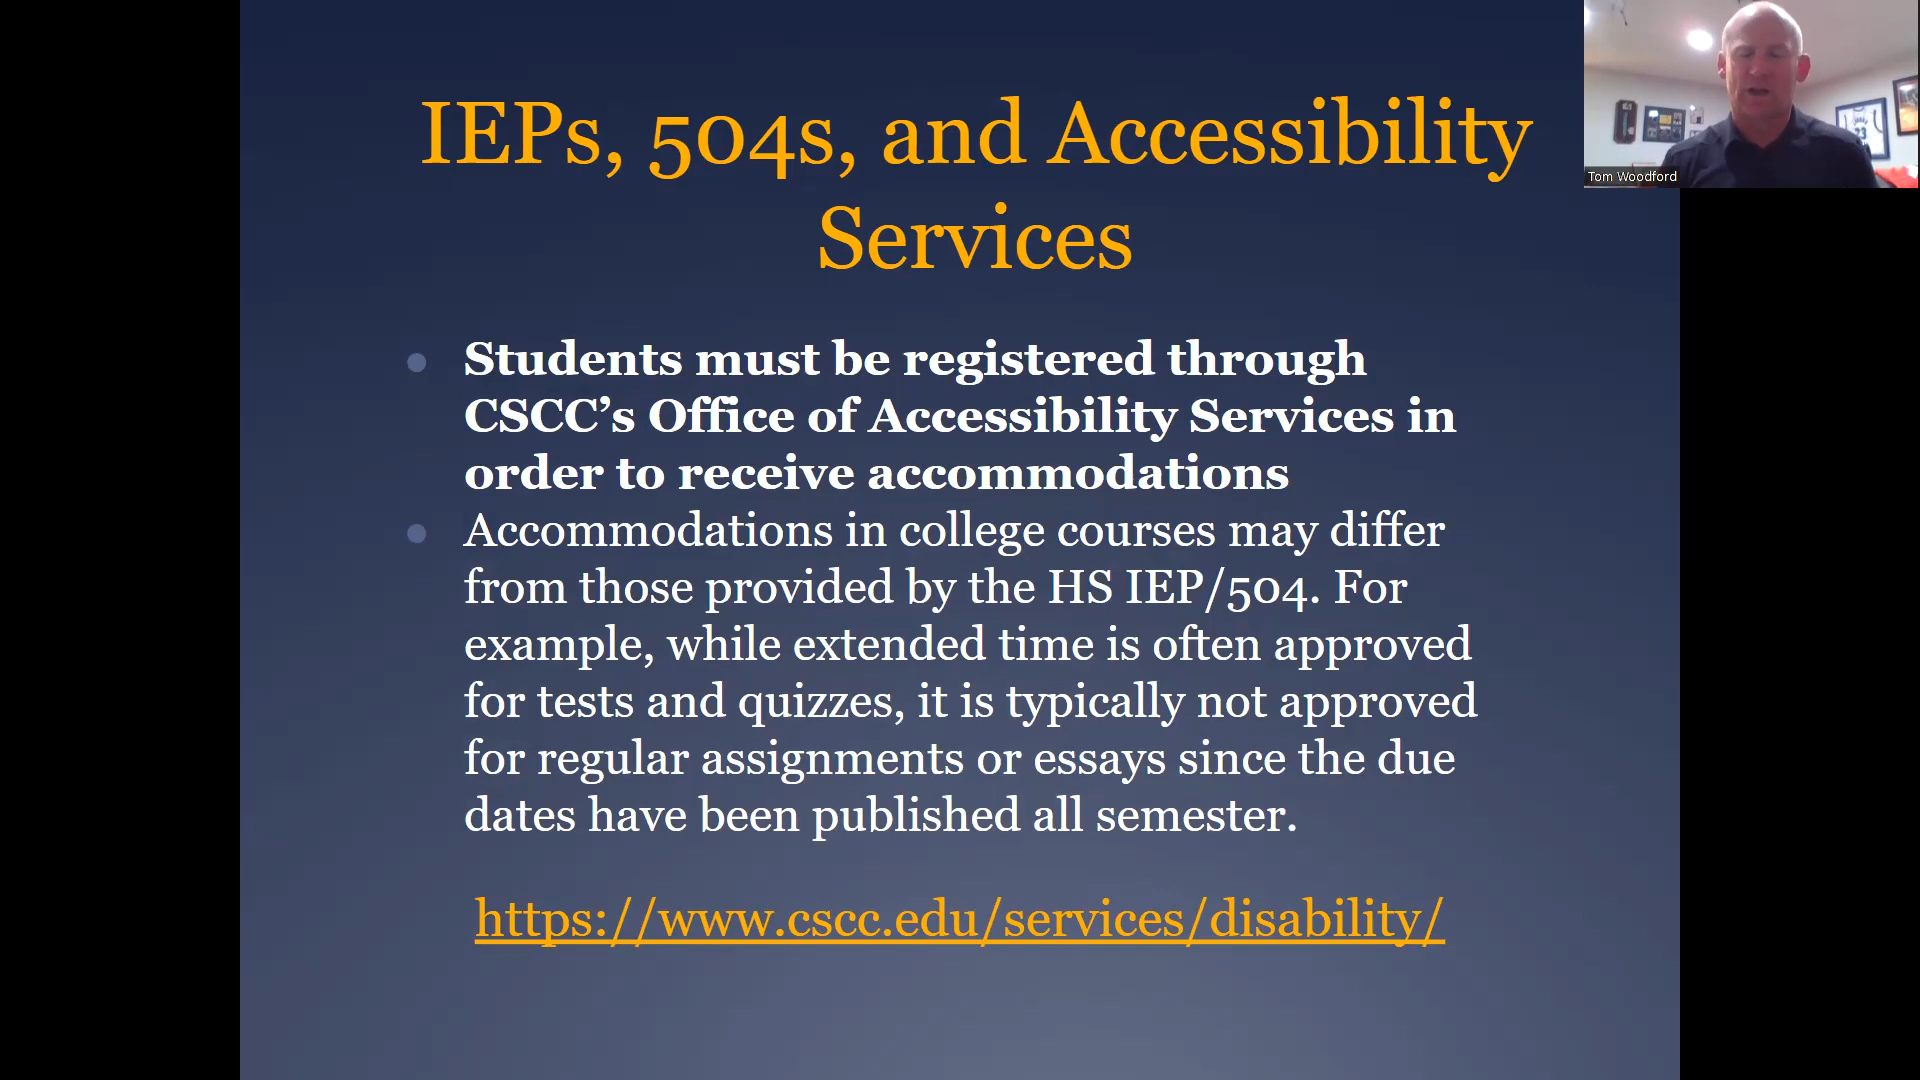 IEPs, 504s, and Accessibility
Services
Students must be registered through
CSCC’s Office of Accessibility Services in
order to receive accommodations
Accommodations in college courses may differ
from those provided by the HS IEP/504. For
example, while extended time is often approved
for tests and quizzes, it is typically not approved
for regular assignments or essays since the due
dates have been published all semester.
https://www.cscc.edu/services/disability/
Tom Woodford
23